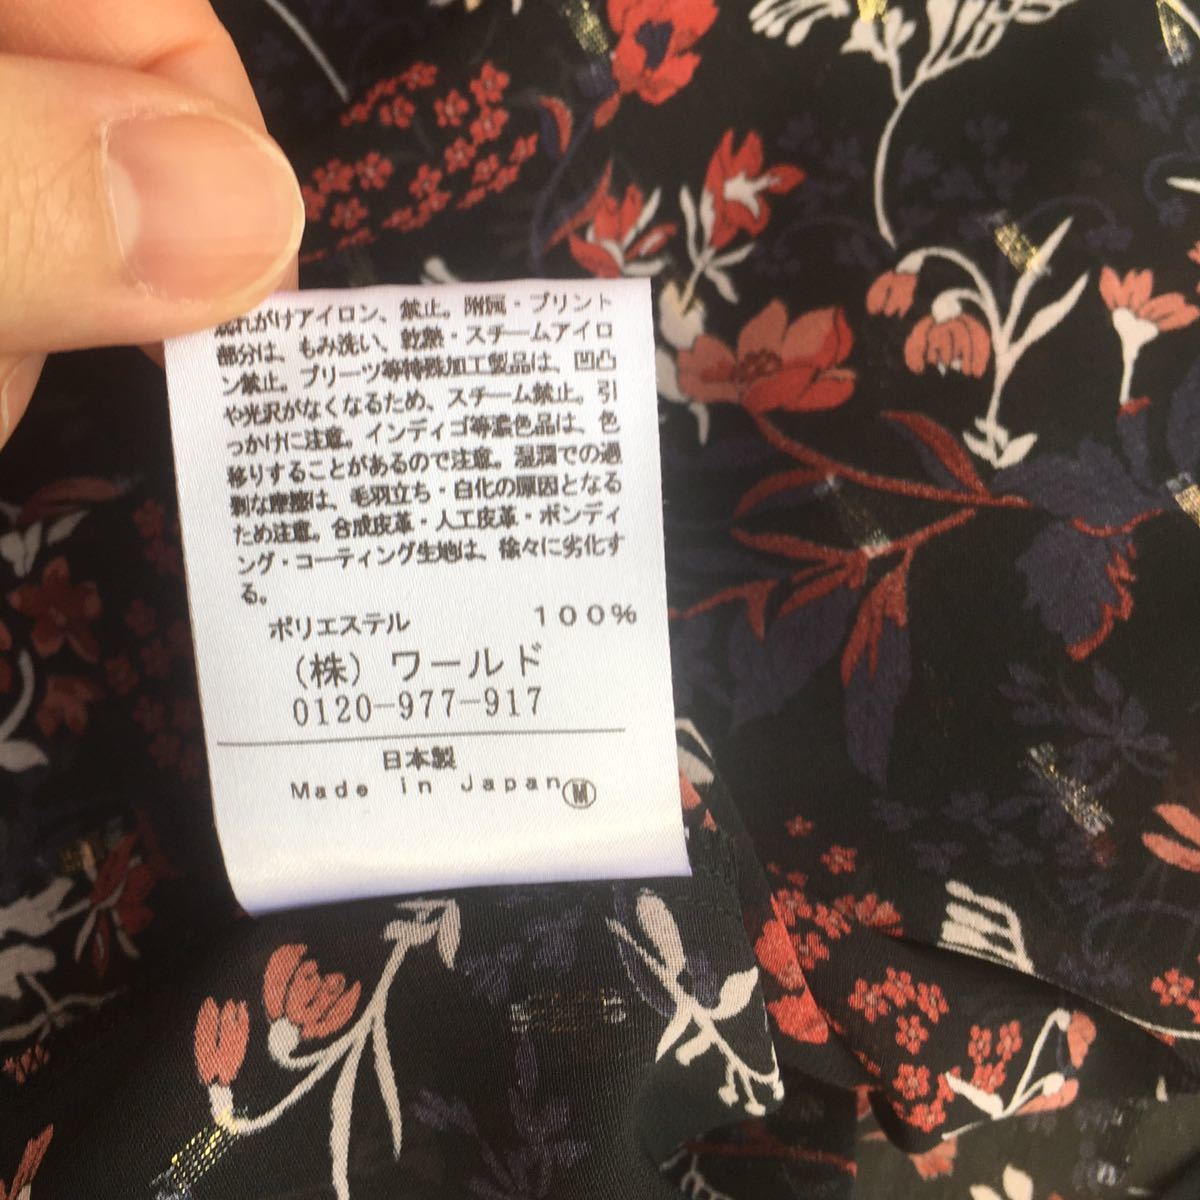 濡れがけアイロン、禁止。附属・プリント
部分は、もみ洗い、乾熱・スチームアイロ
ン禁止。プリーツ等特殊加工製品は、凹凸
や光沢がなくなるため、スチーム禁止。引
っかけに注意。インディゴ等濃色品は、色
移りすることがあるので注意。湿潤での過
剰な摩擦は、毛羽立ち・白化の原因となる
ため注意。合成皮革・人工皮革・ボンディ
ング・コーティング生地は、徐々に劣化す
る。
ポリエステル 100%
(株)ワールド
0120-977-917
日本製
Made in Japan Ⓜ